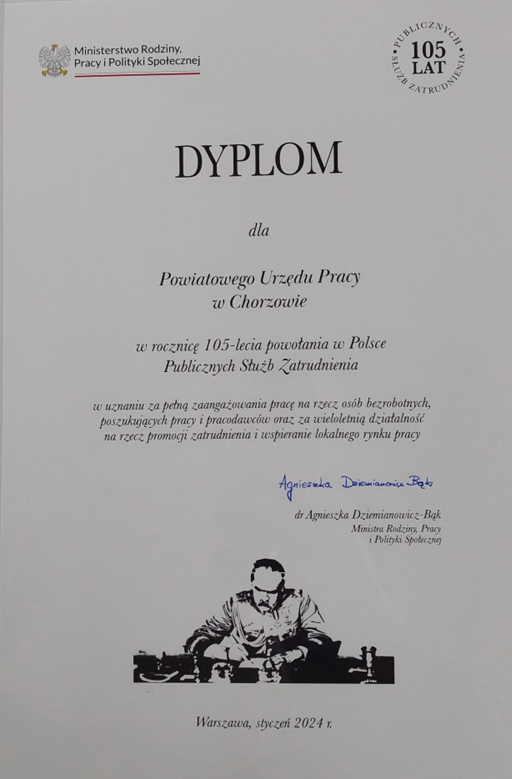 Ministerstwo Rodziny,
Pracy i Polityki Społecznej
PUBLICZNYCH
105
LAT
SŁUŻB ZATRUDNIENIA
DYPLOM
dla
Powiatowego Urzędu Pracy
w Chorzowie
w rocznicę 105-lecia powołania w Polsce
Publicznych Służb Zatrudnienia
w uznaniu za pełną zaangażowania pracę na rzecz osób bezrobotnych,
poszukujących pracy i pracodawców oraz za wieloletnią działalność
na rzecz promocji zatrudnienia i wspieranie lokalnego rynku pracy
Agnieszka Dziemianowicz-Bąk
dr Agnieszka Dziemianowicz-Bąk
Ministra Rodziny, Pracy
i Polityki Społecznej
Warszawa, styczeń 2024 r.